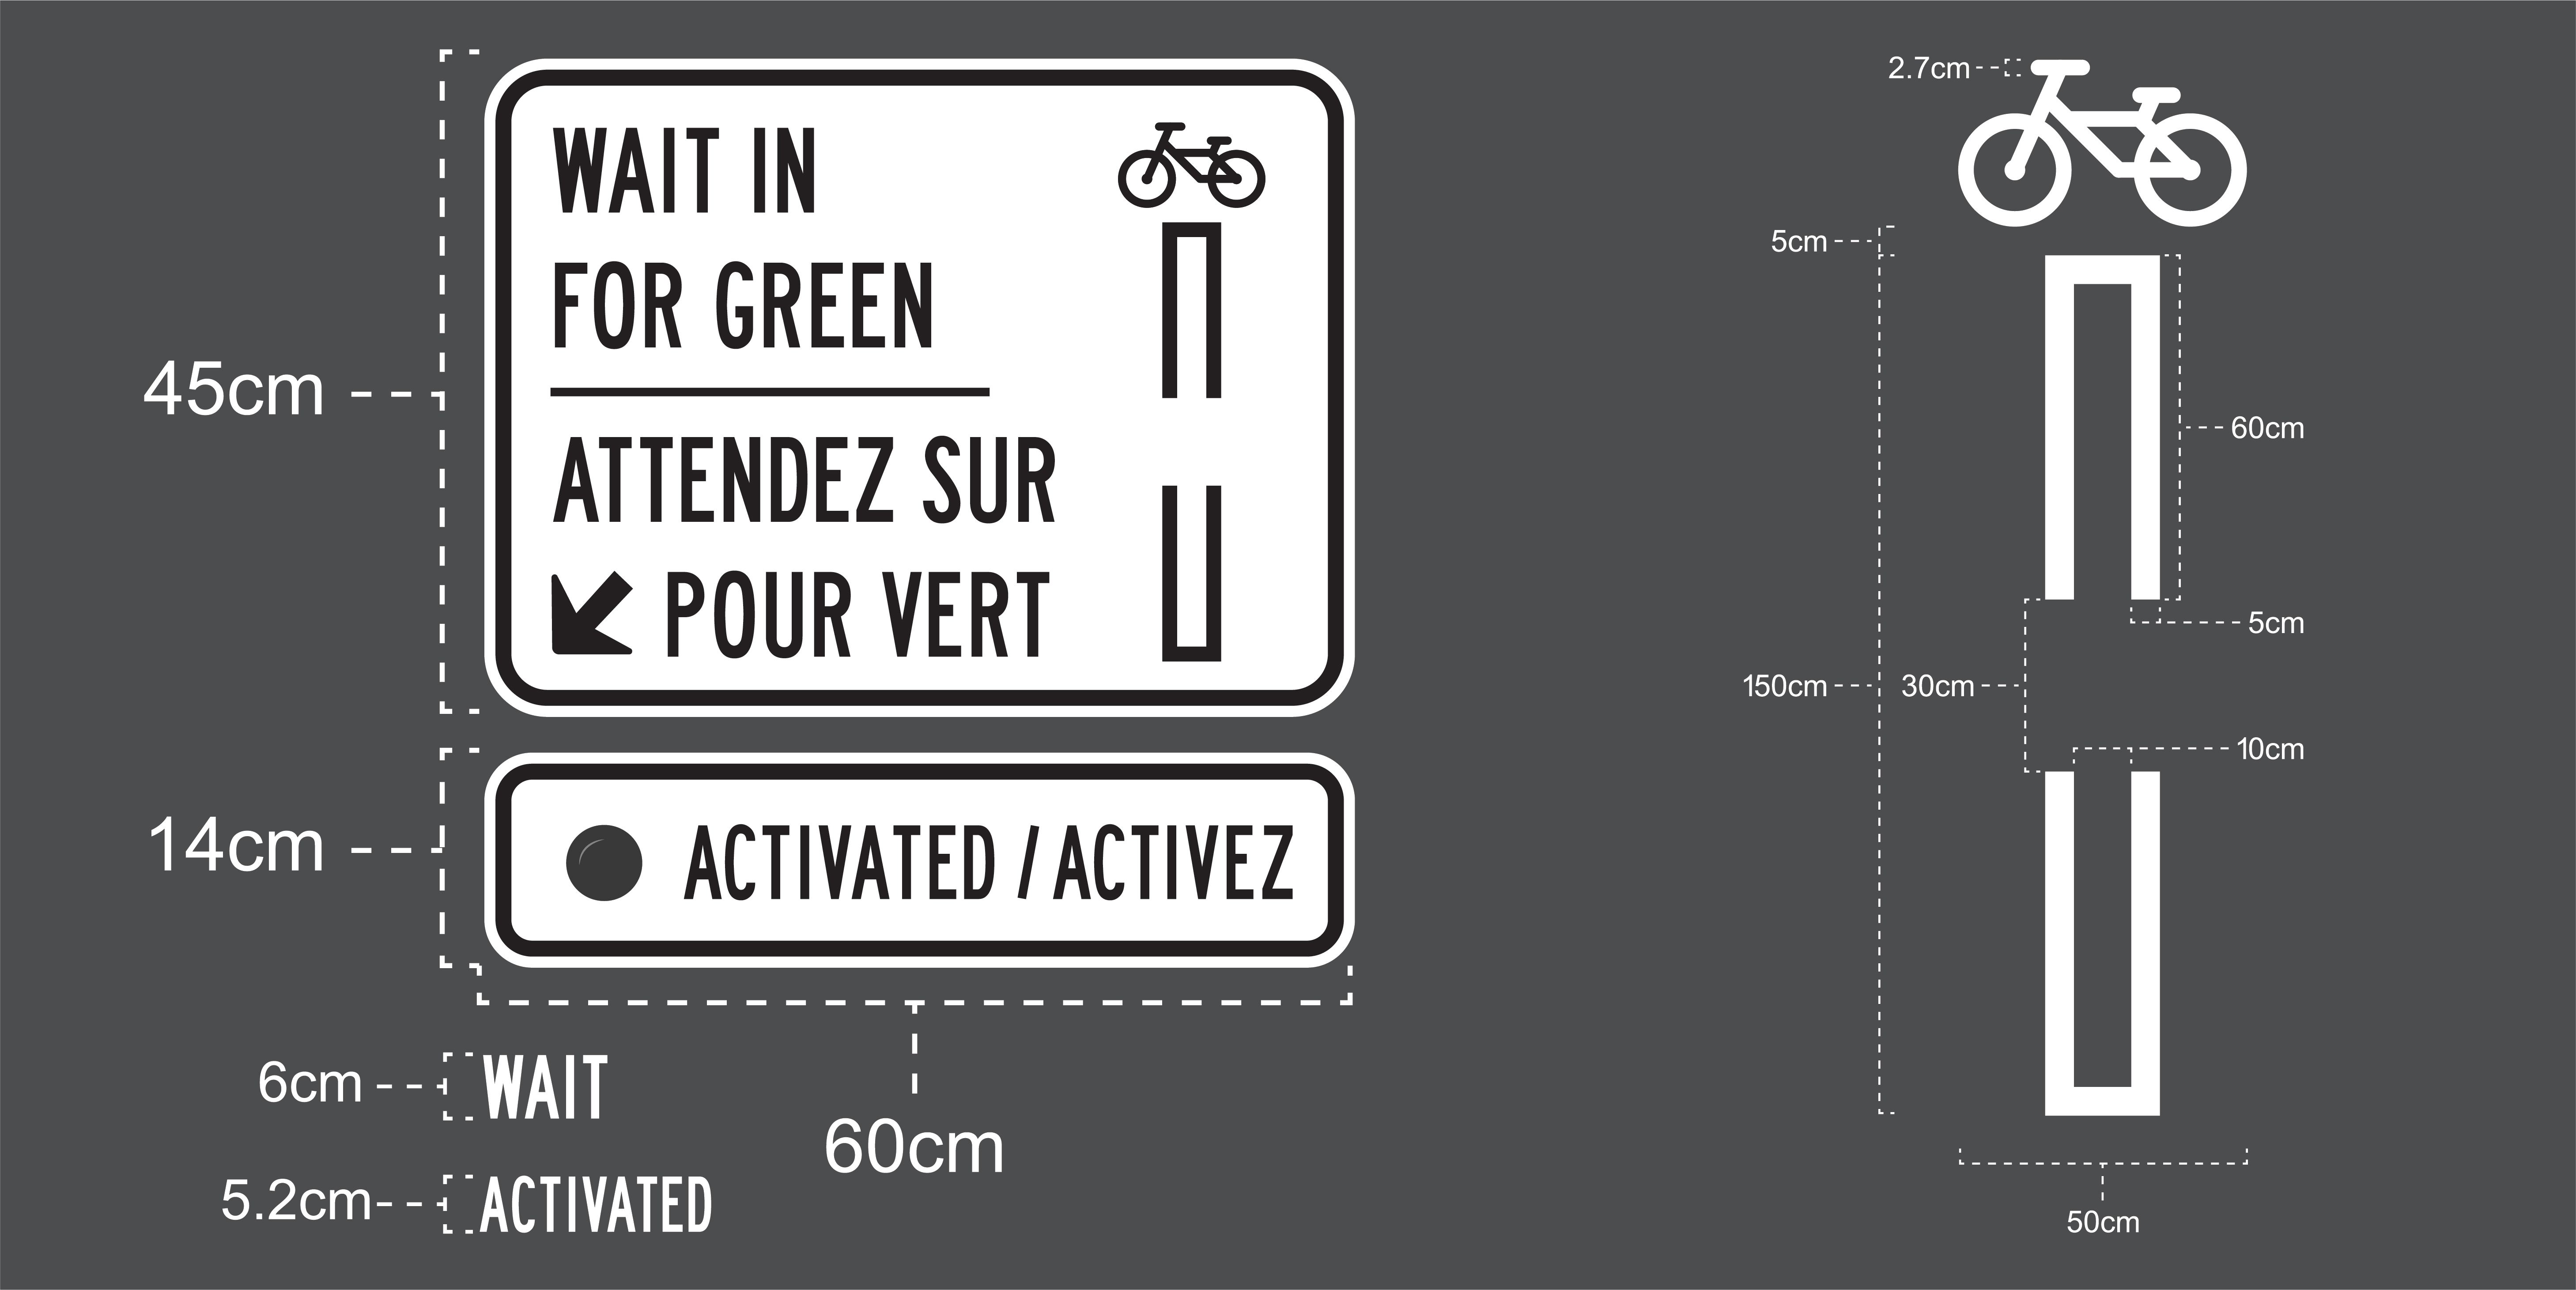 45cm
WAIT IN
FOR GREEN
ATTENDEZ SUR
POUR VERT
14cm
ACTIVATED / ACTIVEZ
60cm
6cm
WAIT
5.2cm
ACTIVATED
2.7cm
5cm
60cm
5cm
150cm
30cm
10cm
50cm